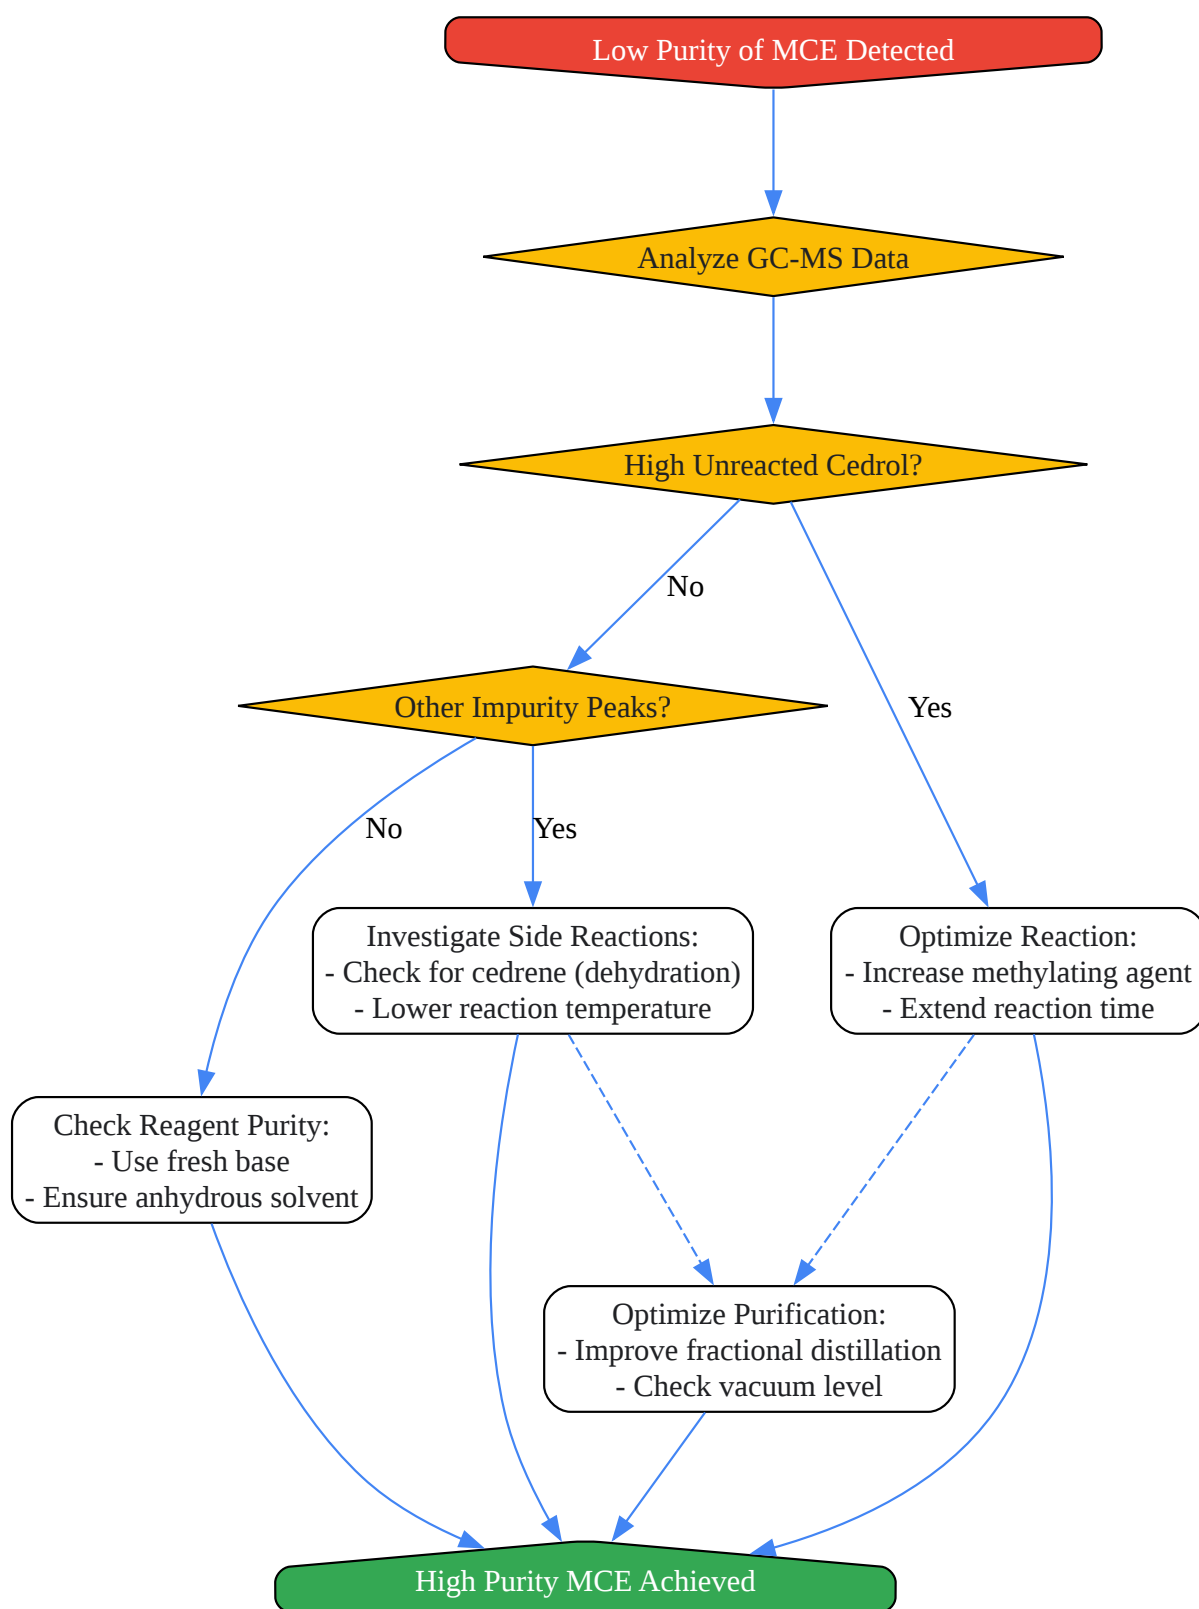 Low Purity of MCE Detected
Analyze GC-MS Data
High Unreacted Cedrol?
No
Other Impurity Peaks?
Yes
No
Yes
Investigate Side Reactions:
- Check for cedrene (dehydration)
- Lower reaction temperature
Optimize Reaction:
- Increase methylating agent
- Extend reaction time
Check Reagent Purity:
- Use fresh base
- Ensure anhydrous solvent
Optimize Purification:
- Improve fractional distillation
- Check vacuum level
High Purity MCE Achieved